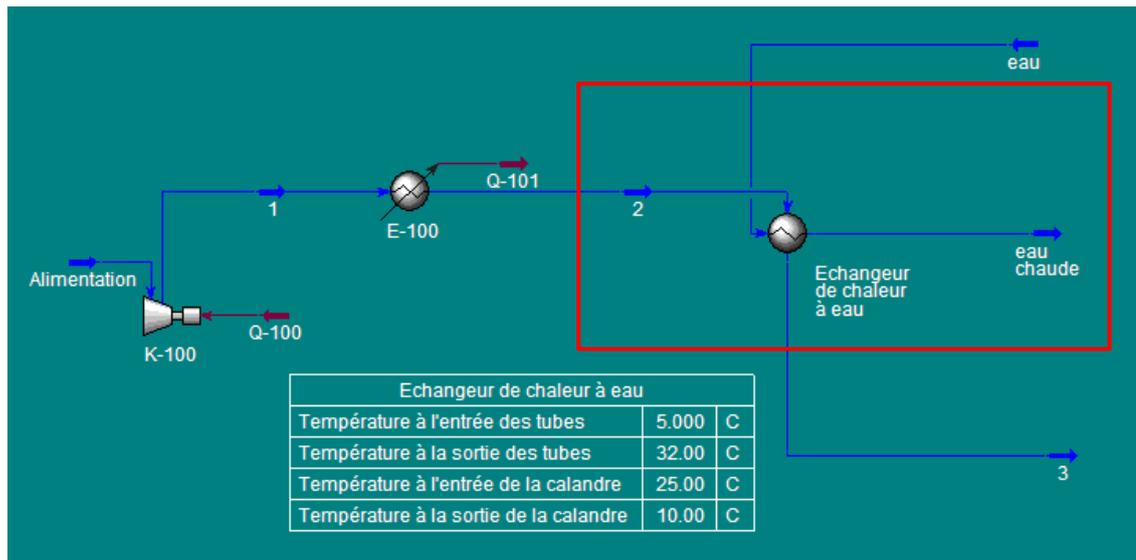 eau
Q-101
1
2
E-100
eau
chaude
Alimentation
Echangeur
de chaleur
à eau
Q-100
K-100
Echangeur de chaleur à eau
Température à l'entrée des tubes 5.000 C
Température à la sortie des tubes 32.00 C
Température à l'entrée de la calandre 25.00 C
Température à la sortie de la calandre 10.00 C
3